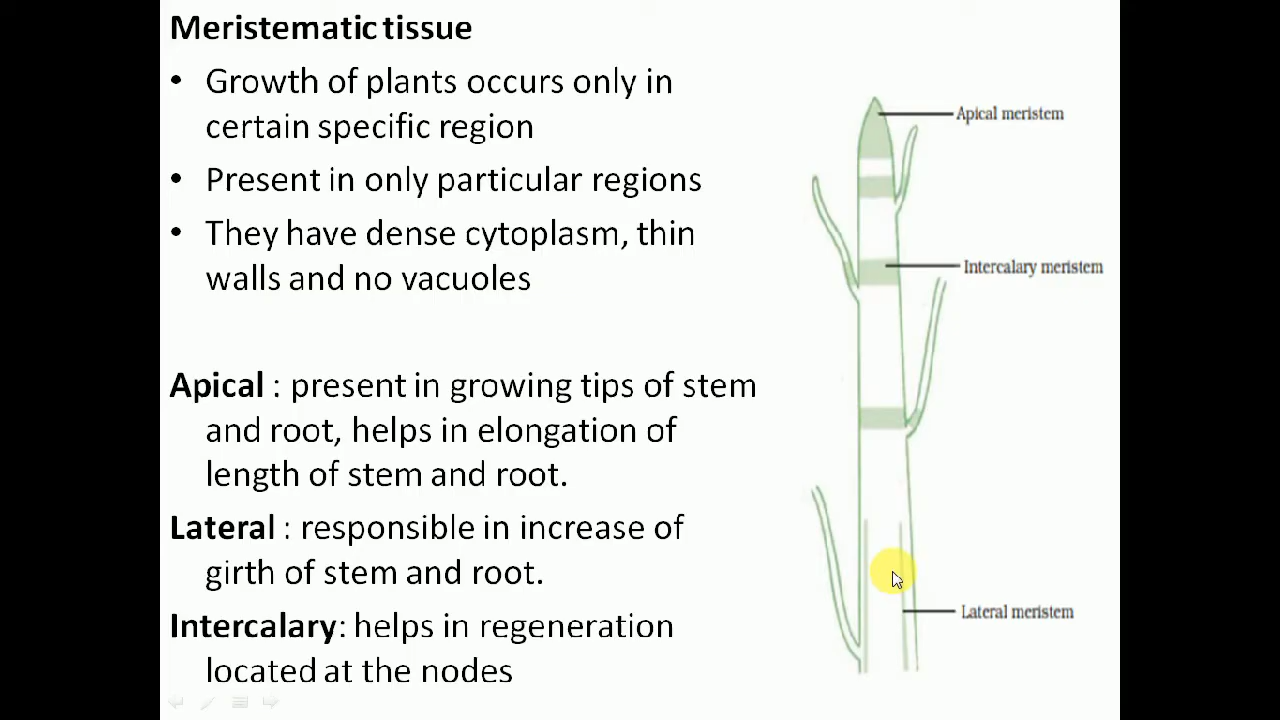 Meristematic tissue
• Growth of plants occurs only in
certain specific region
• Present in only particular regions
• They have dense cytoplasm, thin
walls and no vacuoles
Apical : present in growing tips of stem
and root, helps in elongation of
length of stem and root.
Lateral : responsible in increase of
girth of stem and root.
Intercalary: helps in regeneration
located at the nodes
Apical meristem
Intercalary meristem
Lateral meristem